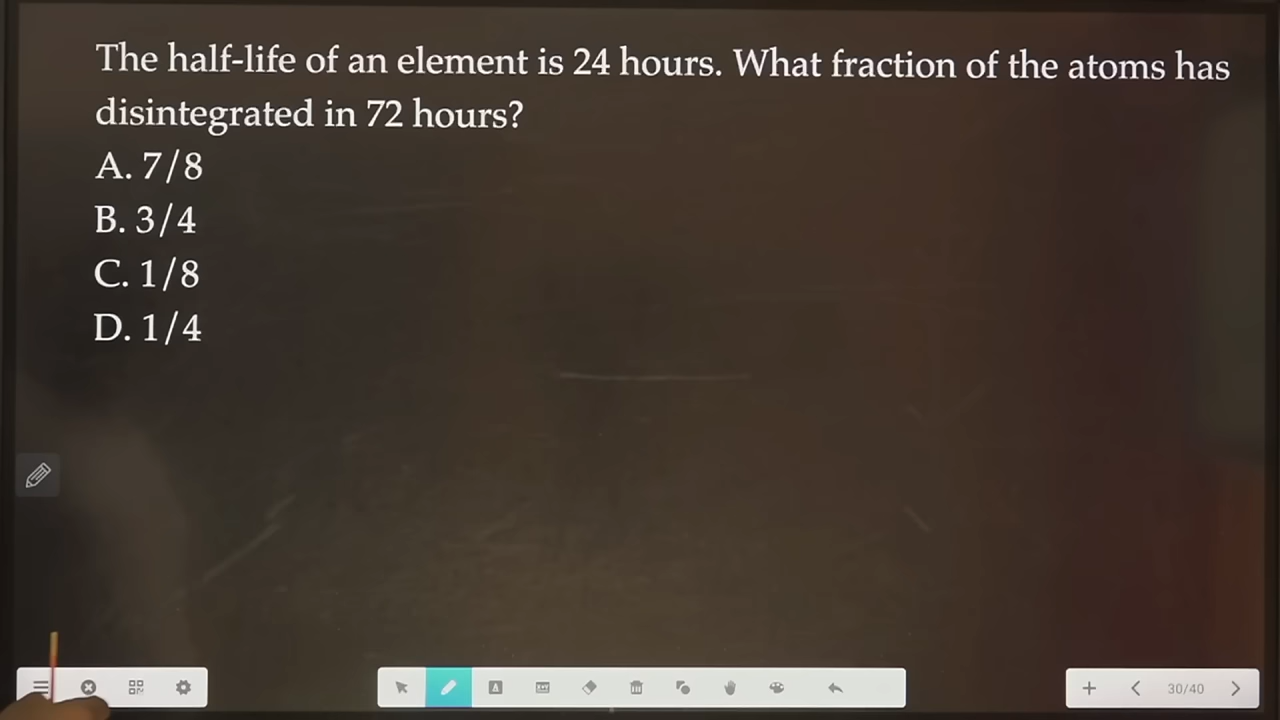 The half-life of an element is 24 hours. What fraction of the atoms has
disintegrated in 72 hours?
A. 7/8
B. 3/4
C. 1/8
D. 1/4
30/40